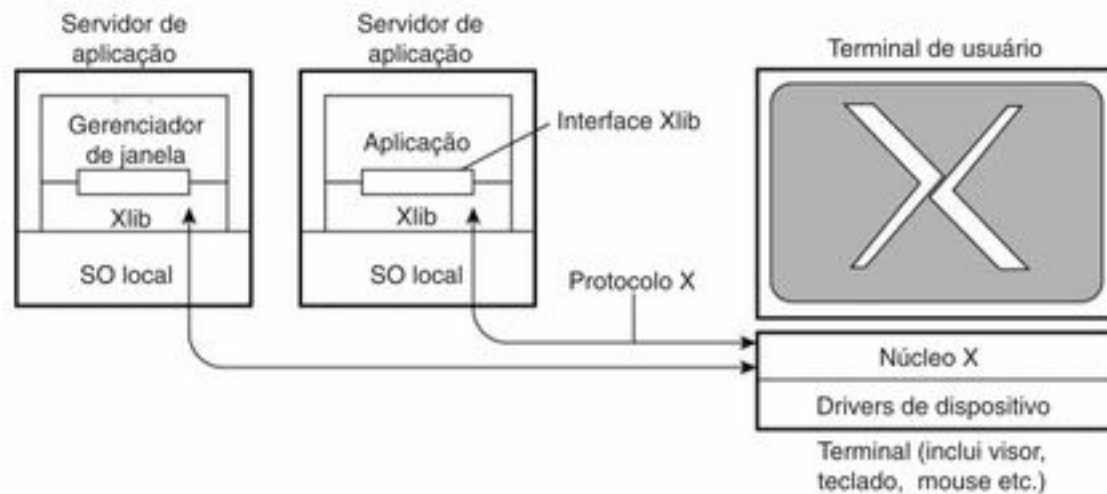 Servidor de
aplicação
Servidor de
aplicação
Terminal de usuário
Gerenciador
de janela
Aplicação
Interface Xlib
Xlib
Xlib
SO local
SO local
Protocolo X
Núcleo X
Drivers de dispositivo
Terminal (inclui visor,
teclado, mouse etc.)